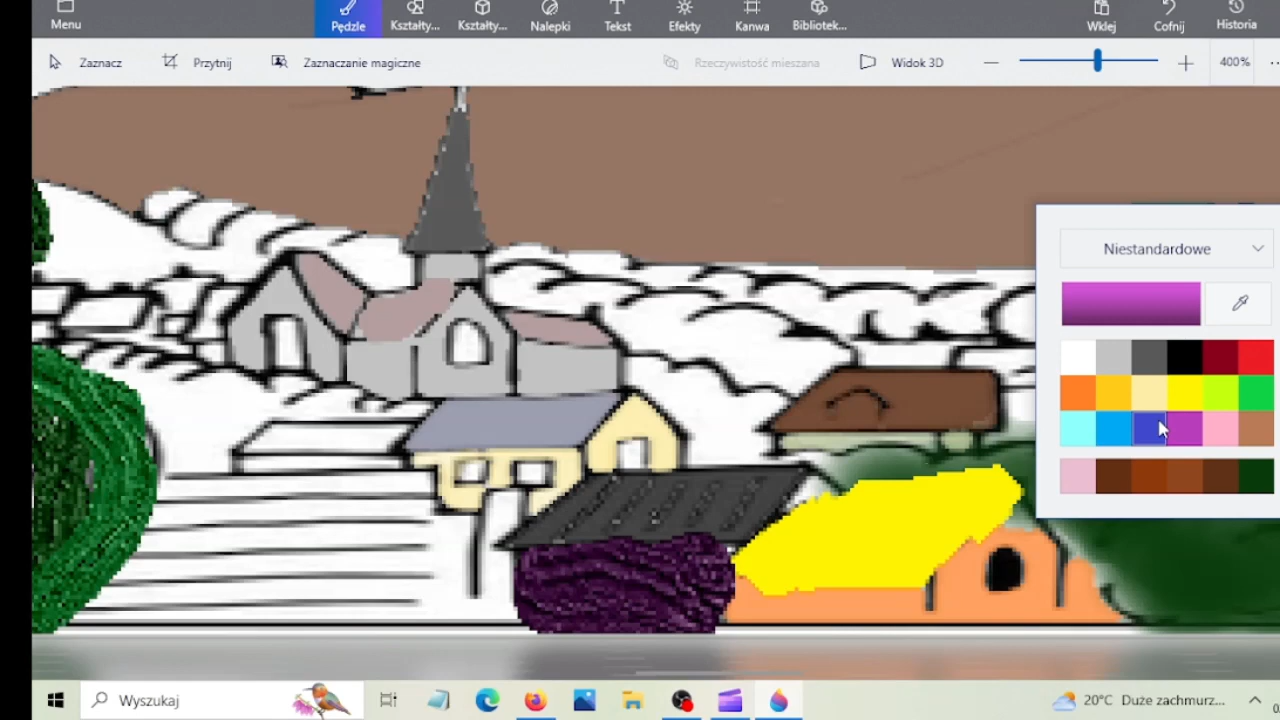 Menu Pędzle Kształty... Kształty... Nalepki Tekst Efekty Kanwa Bibliotek... Wklej Cofnij Historia
Zaznacz Przytnij Zaznaczanie magiczne Rzeczywistość mieszana Widok 3D 400%
Niestandardowe
Wyszukaj 20°C Duże zachmurz...